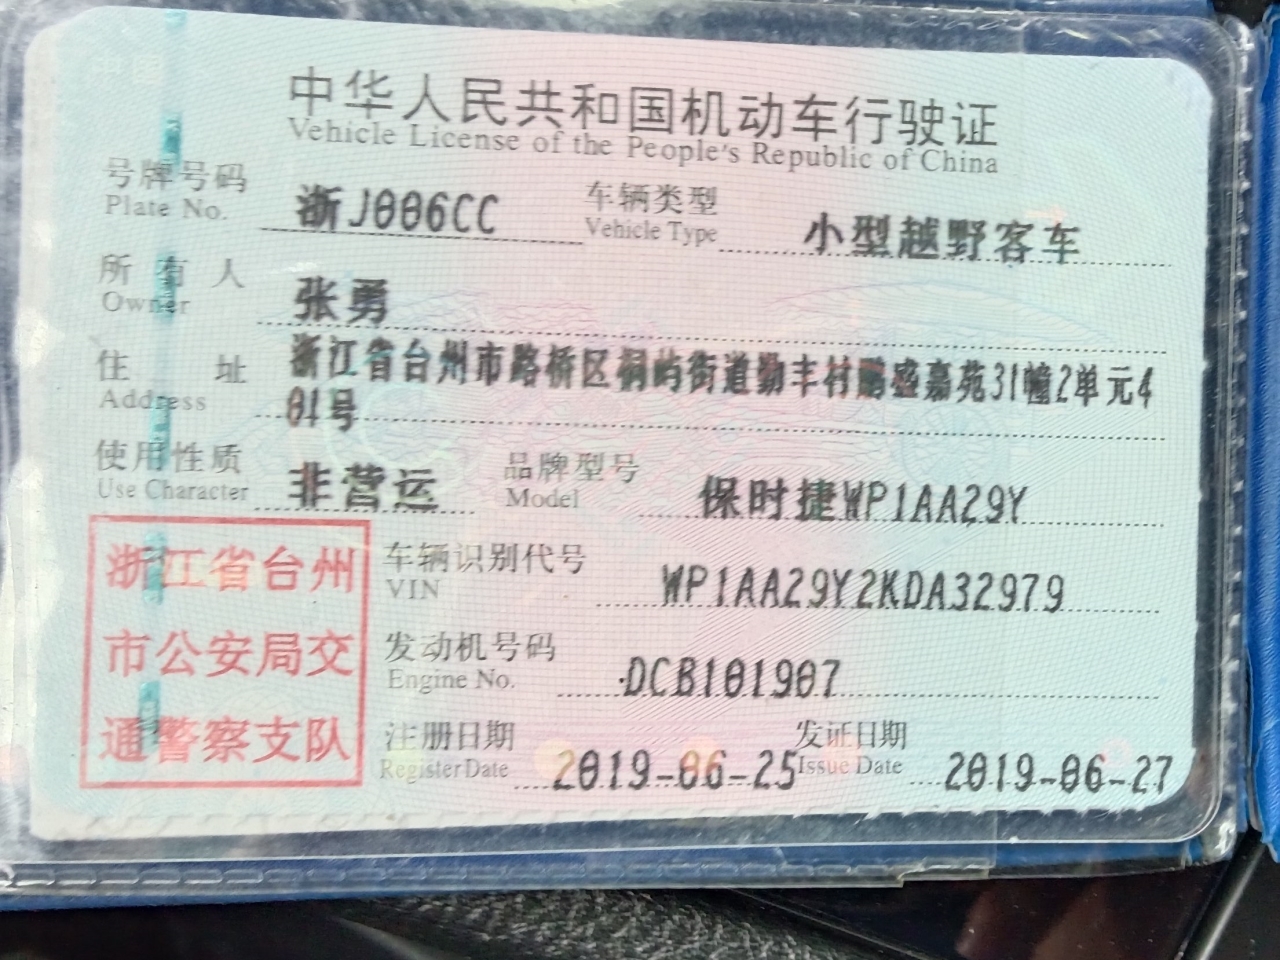 中华人民共和国机动车行驶证
Vehicle License of the People's Republic of China
号牌号码 浙J006CC 车辆类型 小型越野客车
Plate No. Vehicle Type
所有人 张勇
Owner
住址 浙江省台州市路桥区桐屿街道勤丰村鹏盛嘉苑31幢2单元4
Address 01号
使用性质 非营运 品牌型号 保时捷WP1AA29Y
Use Character Model
浙江省台州
市公安局交
通警察支队
车辆识别代号 WP1AA29Y2KDA32979
VIN
发动机号码 DCB101907
Engine No.
注册日期 2019-06-25 发证日期 2019-06-27
Register Date Issue Date